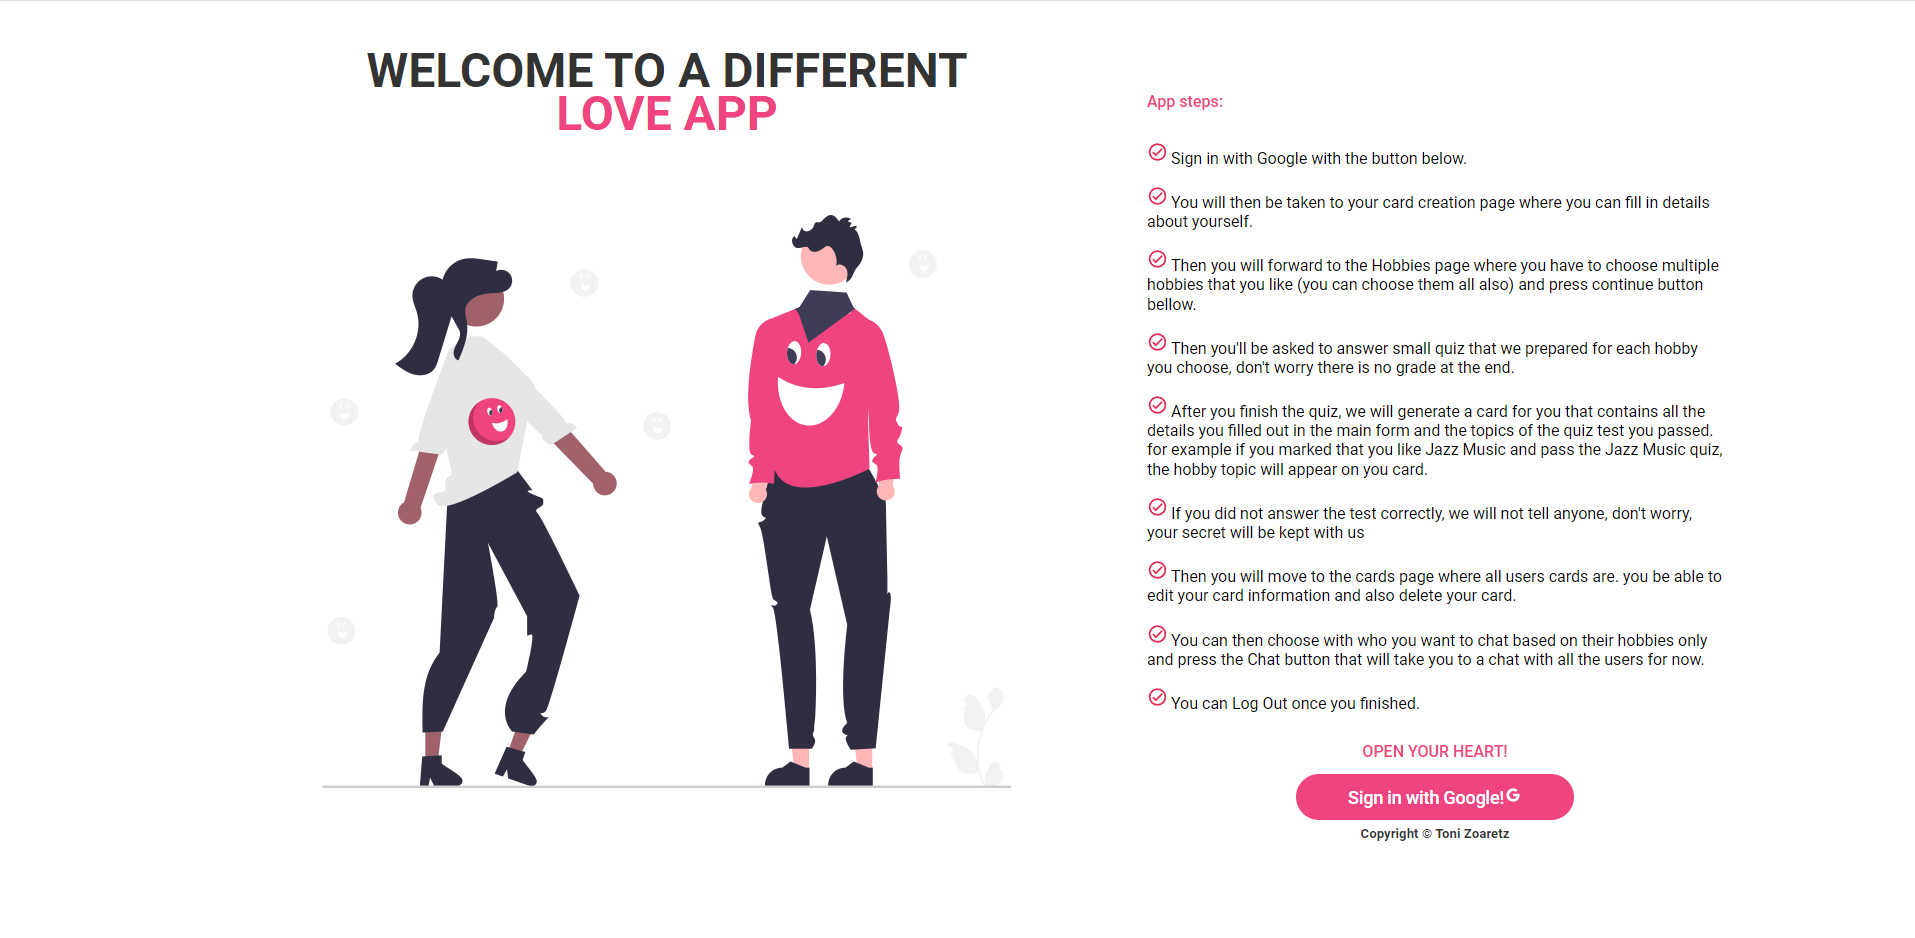 WELCOME TO A DIFFERENT
LOVE APP
App steps:
Sign in with Google with the button below.
You will then be taken to your card creation page where you can fill in details
about yourself.
Then you will forward to the Hobbies page where you have to choose multiple
hobbies that you like (you can choose them all also) and press continue button
bellow.
Then you'll be asked to answer small quiz that we prepared for each hobby
you choose, don't worry there is no grade at the end.
After you finish the quiz, we will generate a card for you that contains all the
details you filled out in the main form and the topics of the quiz test you passed.
for example if you marked that you like Jazz Music and pass the Jazz Music quiz,
the hobby topic will appear on you card.
If you did not answer the test correctly, we will not tell anyone, don't worry,
your secret will be kept with us
Then you will move to the cards page where all users cards are. you be able to
edit your card information and also delete your card.
You can then choose with who you want to chat based on their hobbies only
and press the Chat button that will take you to a chat with all the users for now.
You can Log Out once you finished.
OPEN YOUR HEART!
Sign in with Google! G
Copyright © Toni Zoaretz